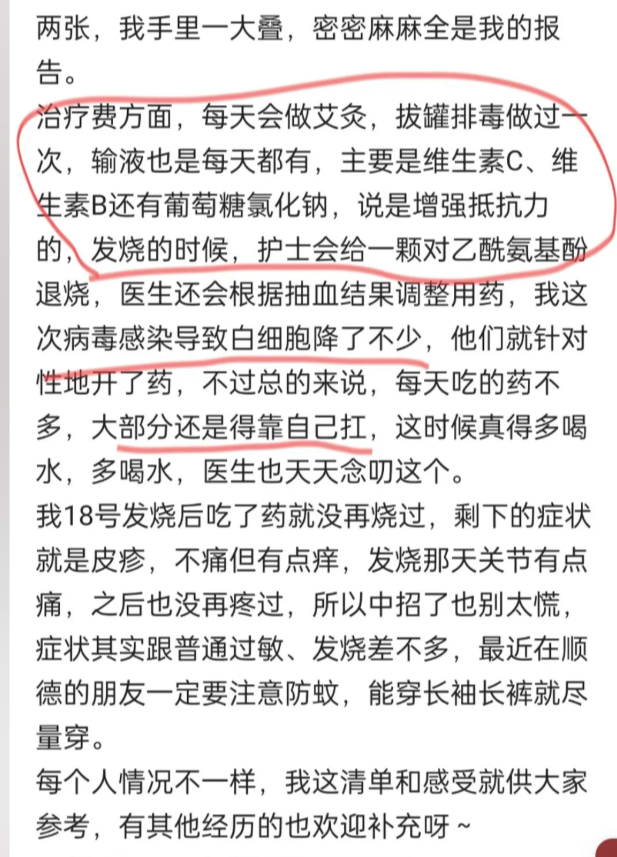 两张，我手里一大叠，密密麻麻全是我的报
告。
治疗费方面，每天会做艾灸，拔罐排毒做过一
次，输液也是每天都有，主要是维生素C、维
生素B还有葡萄糖氯化钠，说是增强抵抗力
的，发烧的时候，护士会给一颗对乙酰氨基酚
退烧，医生还会根据抽血结果调整用药，我这
次病毒感染导致白细胞降了不少，他们就针对
性地开了药，不过总的来说，每天吃的药不
多，大部分还是得靠自己扛，这时候真得多喝
水，多喝水，医生也天天念叨这个。
我18号发烧后吃了药就没再烧过，剩下的症状
就是皮疹，不痛但有点痒，发烧那天关节有点
痛，之后也没再疼过，所以中招了也别太慌，
症状其实跟普通过敏、发烧差不多，最近在顺
德的朋友一定要注意防蚊，能穿长袖长裤就尽
量穿。
每个人情况不一样，我这清单和感受就供大家
参考，有其他经历的也欢迎补充呀～